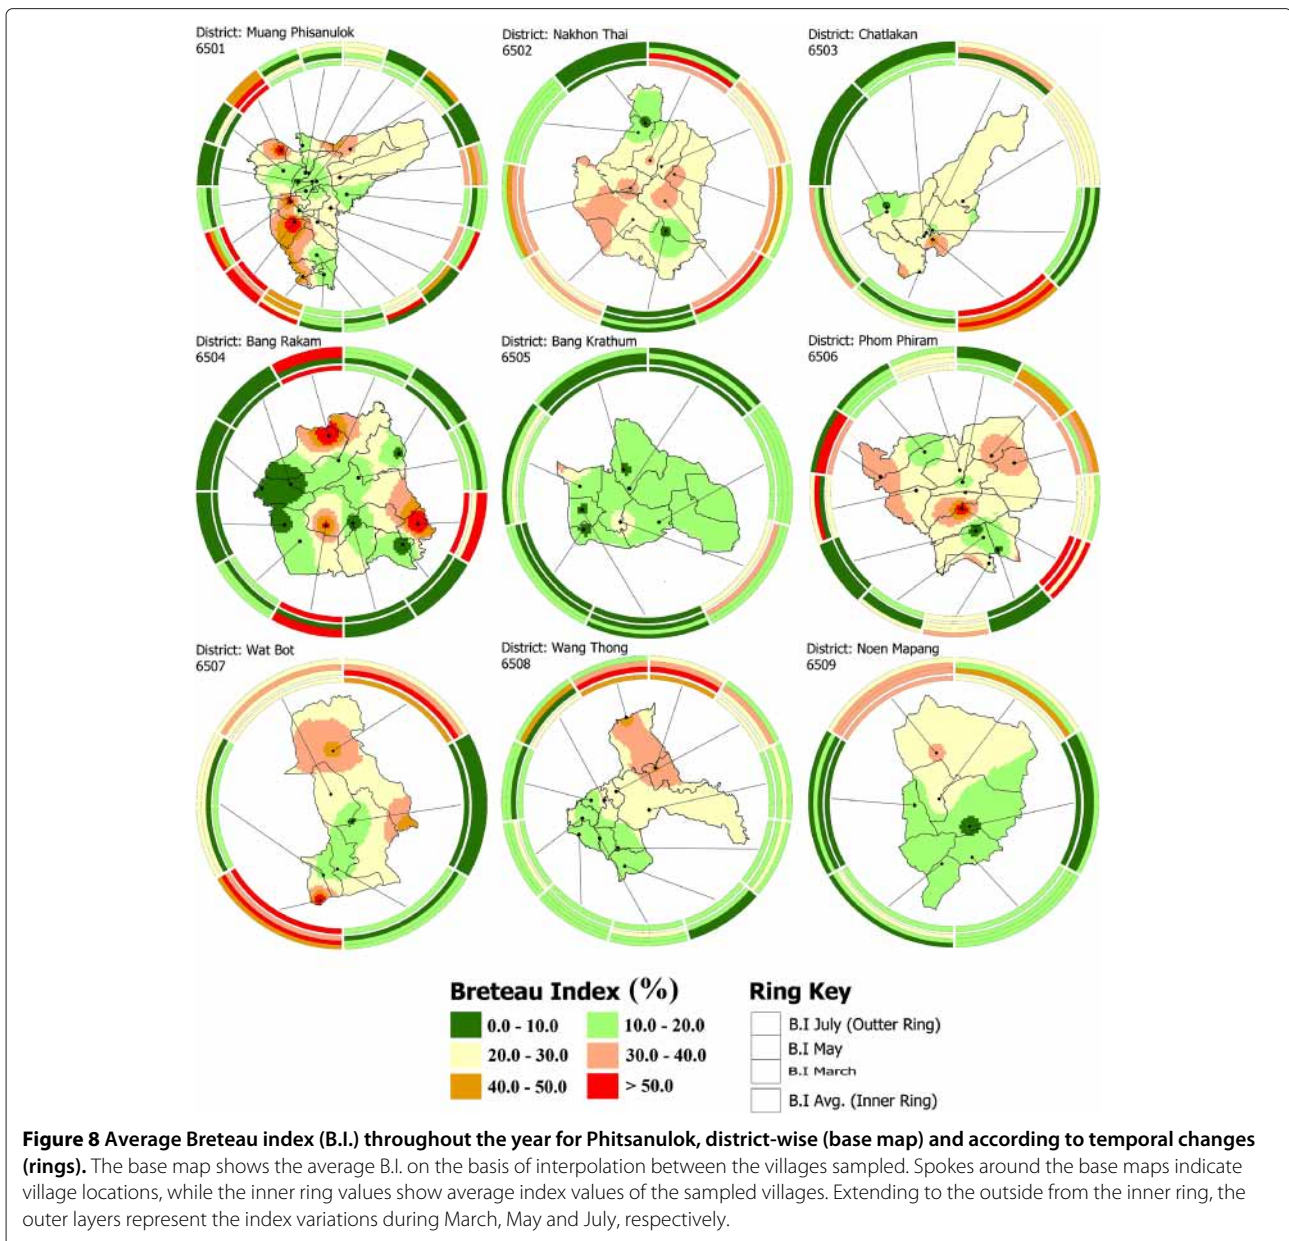 District: Muang Phisanulok
6501
District: Nakhon Thai
6502
District: Chatlakan
6503
District: Bang Rakam
6504
District: Bang Krathum
6505
District: Phom Phiram
6506
District: Wat Bot
6507
District: Wang Thong
6508
District: Noen Mapang
6509
Breteau Index (%)
0.0 - 10.0
10.0 - 20.0
20.0 - 30.0
30.0 - 40.0
40.0 - 50.0
> 50.0
Ring Key
B.I July (Outter Ring)
B.I May
B.I March
B.I Avg. (Inner Ring)
Figure 8 Average Breteau index (B.I.) throughout the year for Phitsanulok, district-wise (base map) and according to temporal changes
(rings). The base map shows the average B.I. on the basis of interpolation between the villages sampled. Spokes around the base maps indicate
village locations, while the inner ring values show average index values of the sampled villages. Extending to the outside from the inner ring, the
outer layers represent the index variations during March, May and July, respectively.